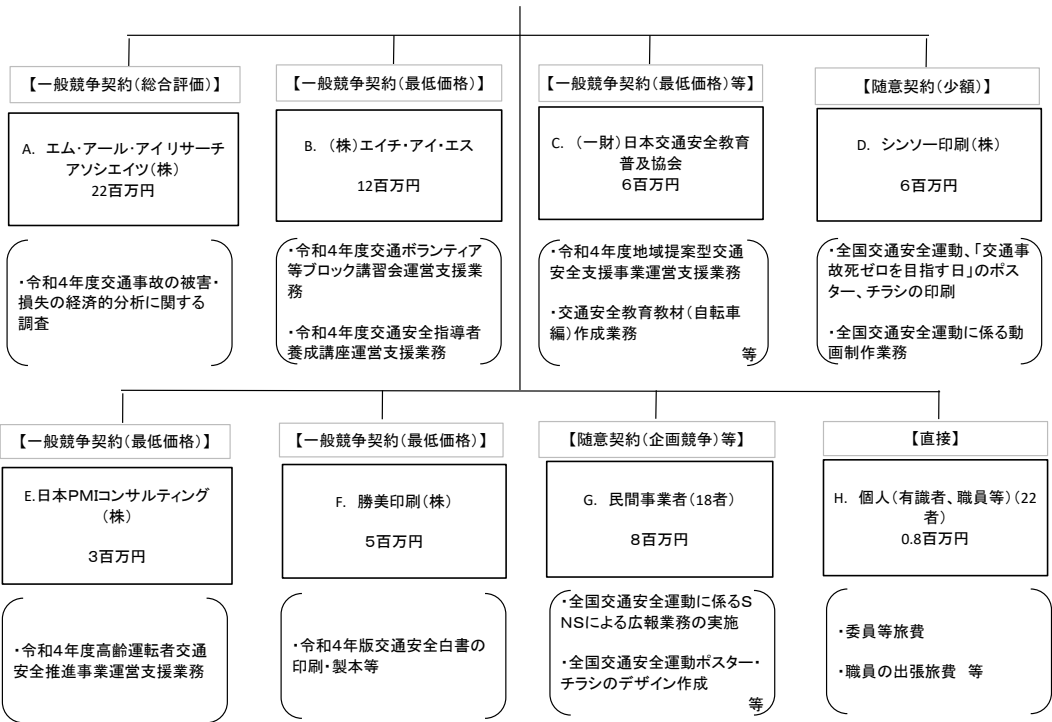 【一般競争契約(総合評価)】
A. エム・アール・アイ リサーチ
アソシエイツ(株)
22百万円
・令和4年度交通事故の被害・
損失の経済的分析に関する
調査
【一般競争契約(最低価格)】
B. (株)エイチ・アイ・エス
12百万円
・令和4年度交通ボランティア
等ブロック講習会運営支援業
務
・令和4年度交通安全指導者
養成講座運営支援業務
【一般競争契約(最低価格)等】
C. (一財)日本交通安全教育
普及協会
6百万円
・令和4年度地域提案型交通
安全支援事業運営支援業務
・交通安全教育教材(自転車
編)作成業務
等
【随意契約(少額)】
D. シンソー印刷(株)
6百万円
・全国交通安全運動、「交通事
故死ゼロを目指す日」のポス
ター、チラシの印刷
・全国交通安全運動に係る動
画制作業務
【一般競争契約(最低価格)】
E.日本PMIコンサルティング
(株)
3百万円
・令和4年度高齢運転者交通
安全推進事業運営支援業務
【一般競争契約(最低価格)】
F. 勝美印刷(株)
5百万円
・令和4年版交通安全白書の
印刷・製本等
【随意契約(企画競争)等】
G. 民間事業者(18者)
8百万円
・全国交通安全運動に係るS
NSによる広報業務の実施
・全国交通安全運動ポスター・
チラシのデザイン作成
等
【直接】
H. 個人(有識者、職員等)(22
者)
0.8百万円
・委員等旅費
・職員の出張旅費 等